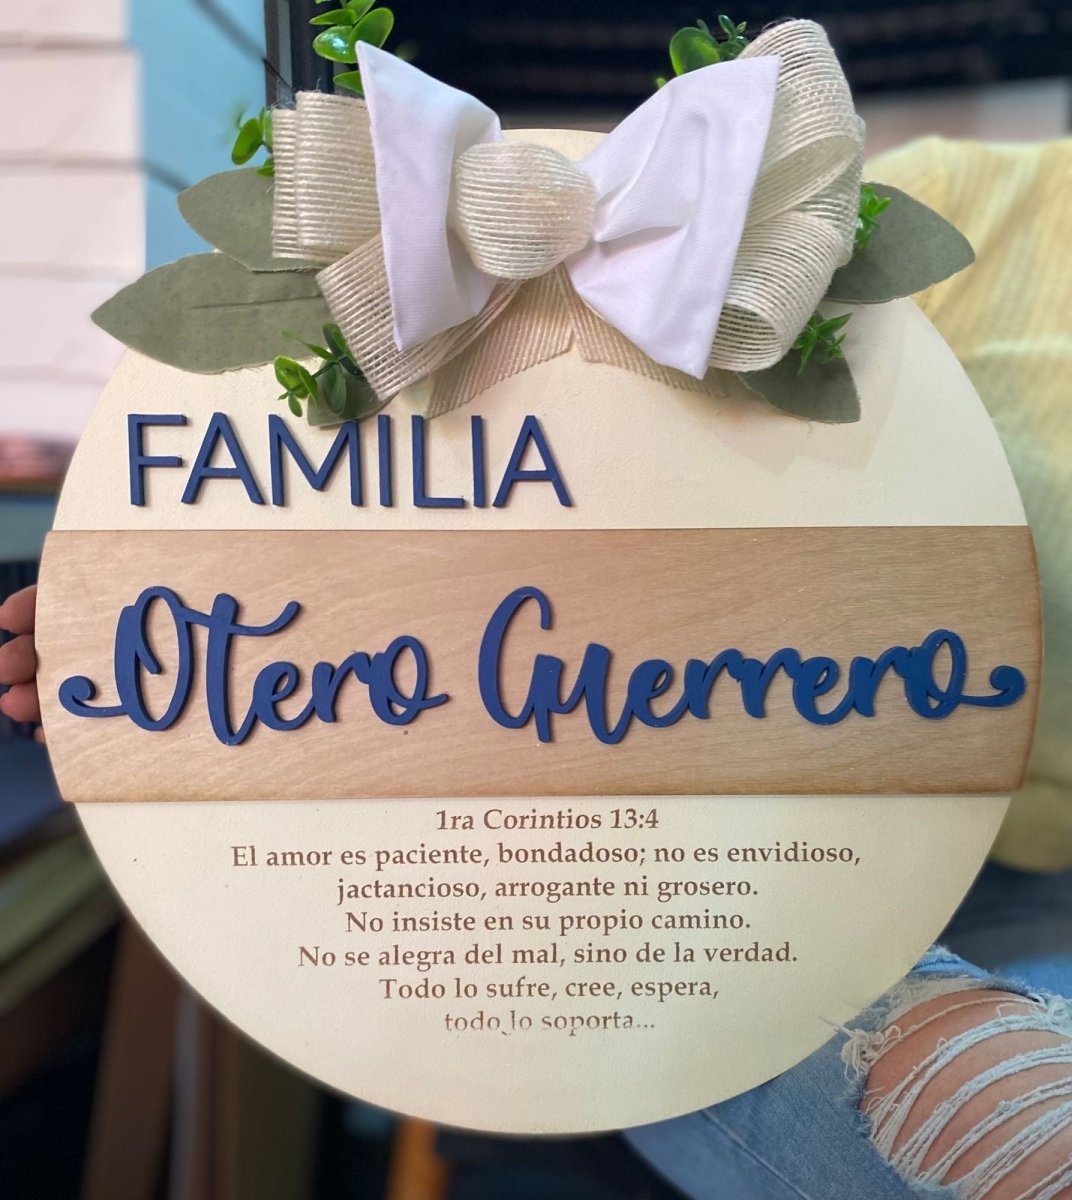 FAMILIA
Otero Guerrero
1ra Corintios 13:4
El amor es paciente, bondadoso; no es envidioso,
jactancioso, arrogante ni grosero.
No insiste en su propio camino.
No se alegra del mal, sino de la verdad.
Todo lo sufre, cree, espera,
todo lo soporta...